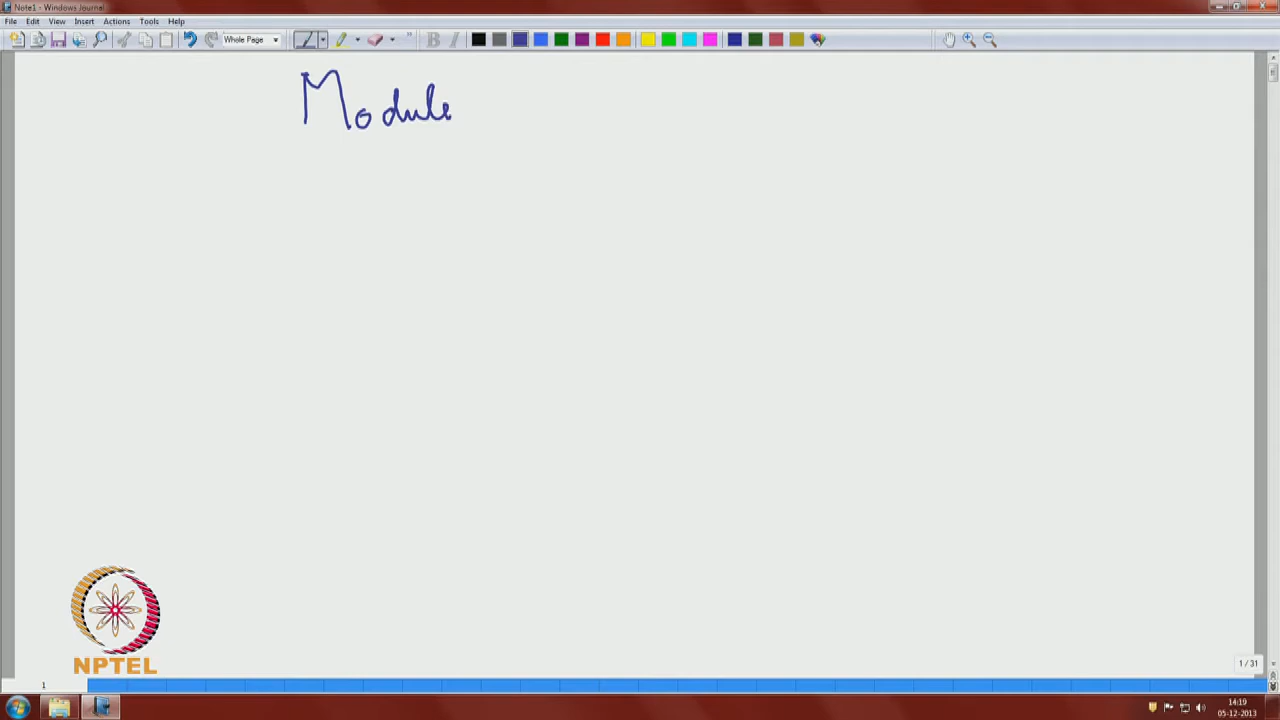 Note1 - Windows Journal
File Edit View Insert Actions Tools Help
Whole Page
B I
Module
NPTEL
1 / 31
1
14:19
05-12-2013